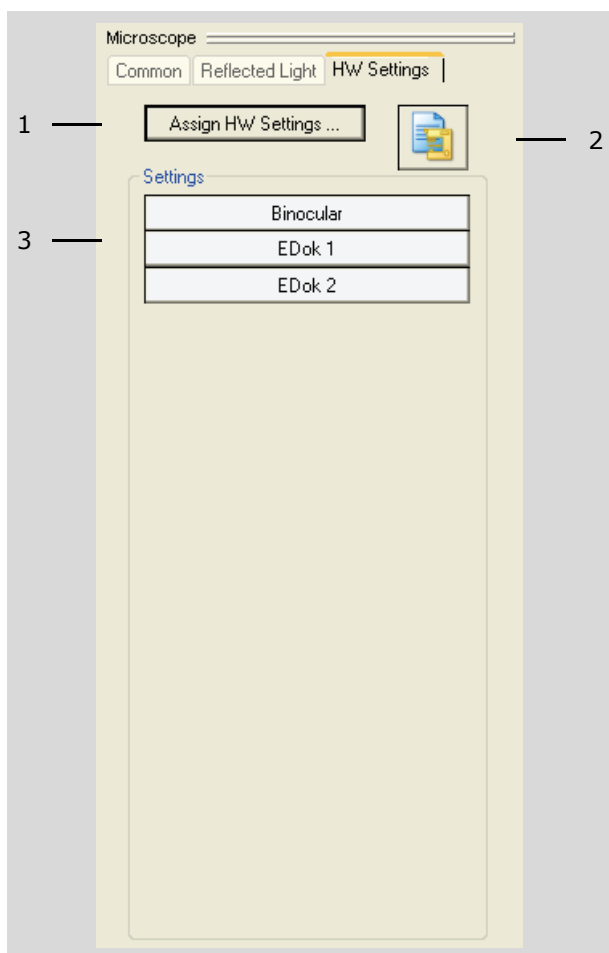 Microscope
Common Reflected Light HW Settings
1 Assign HW Settings ... 2
Settings
Binocular
3 EDok 1
EDok 2